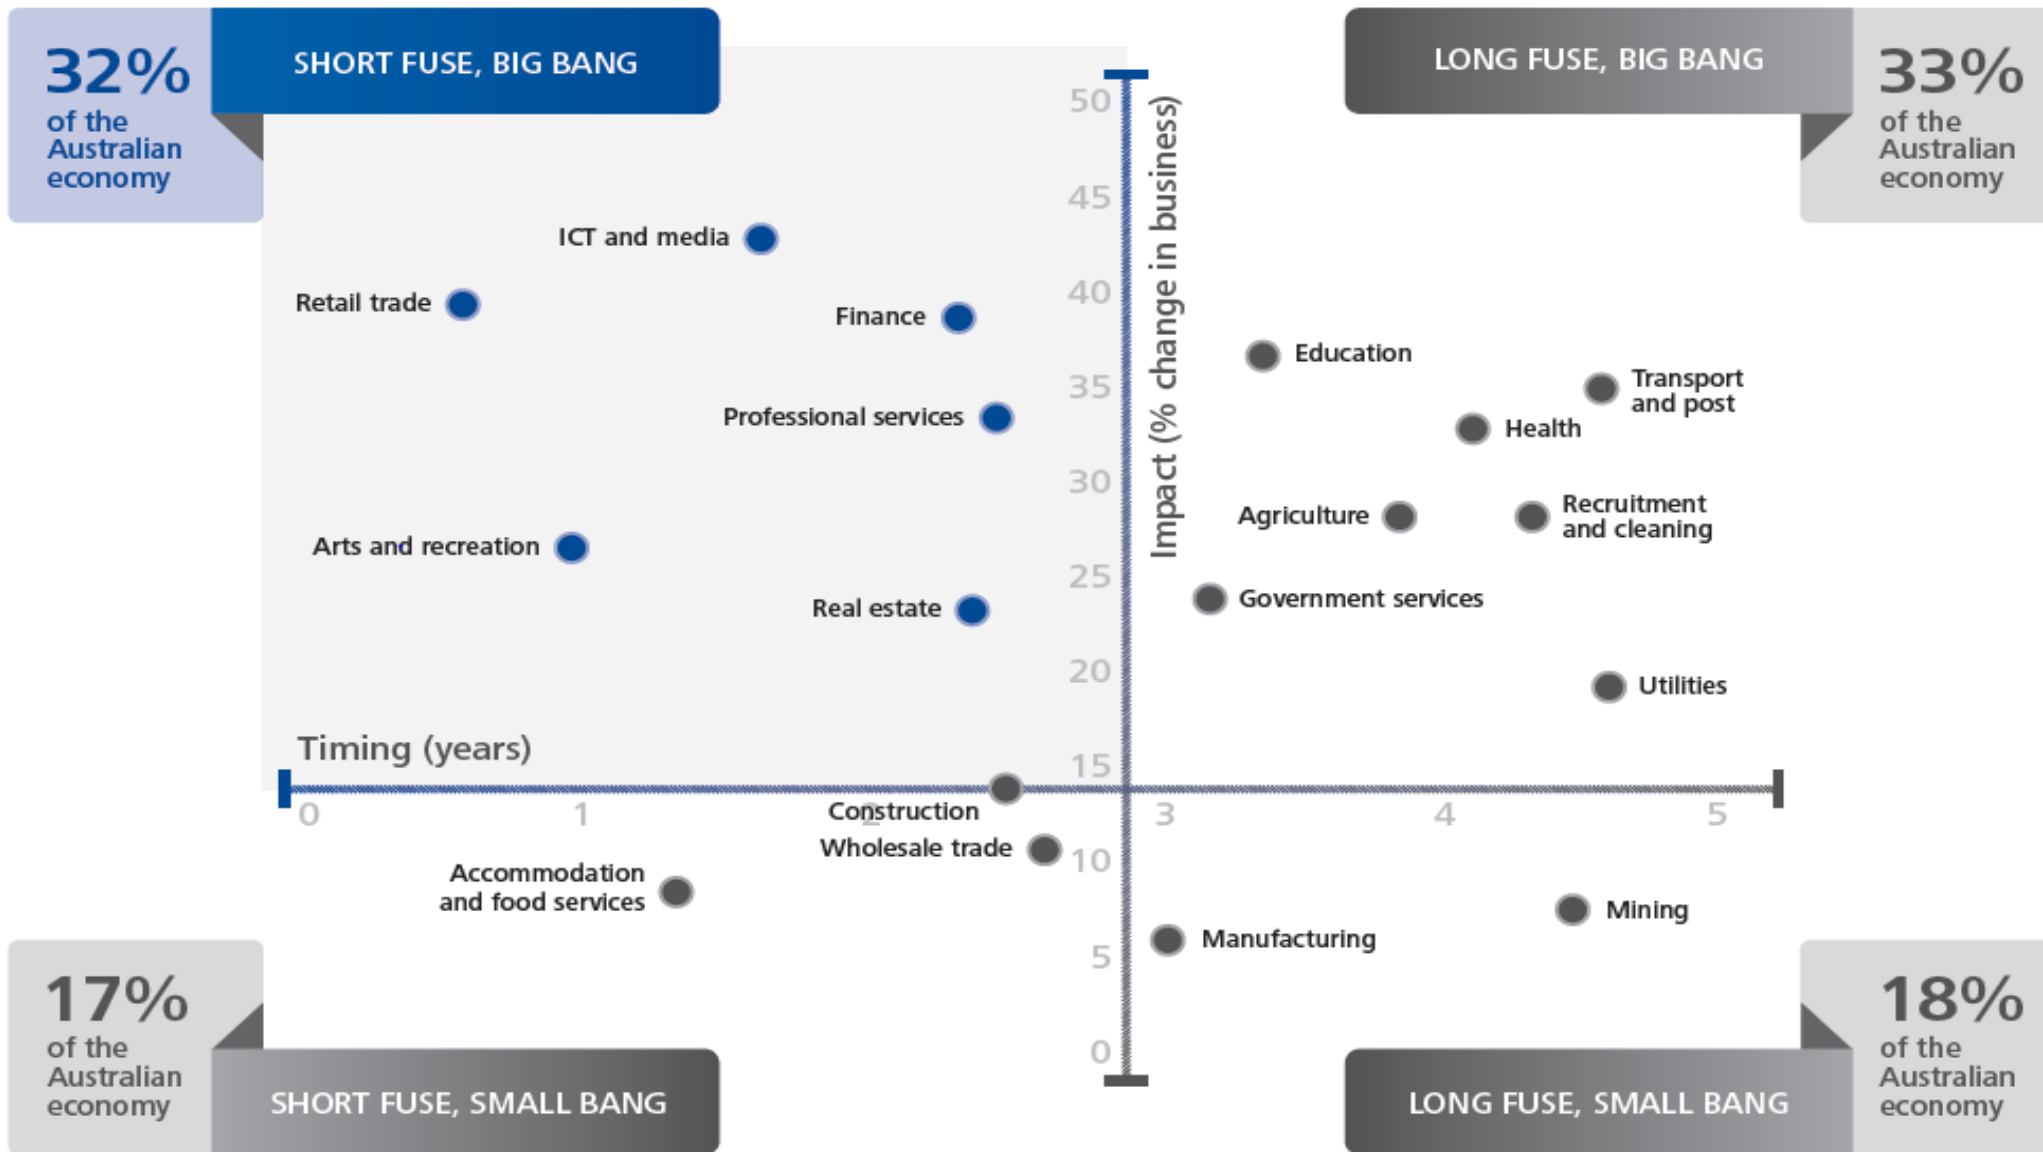 32%
of the
Australian
economy
SHORT FUSE, BIG BANG
LONG FUSE, BIG BANG
33%
of the
Australian
economy
Impact (% change in business)
50
45
40
35
30
25
20
15
10
5
0
ICT and media
Retail trade
Finance
Professional services
Arts and recreation
Real estate
Education
Transport
and post
Health
Agriculture
Recruitment
and cleaning
Government services
Utilities
Timing (years)
0
1
2
3
4
5
Construction
Wholesale trade
Accommodation
and food services
Mining
Manufacturing
17%
of the
Australian
economy
SHORT FUSE, SMALL BANG
LONG FUSE, SMALL BANG
18%
of the
Australian
economy